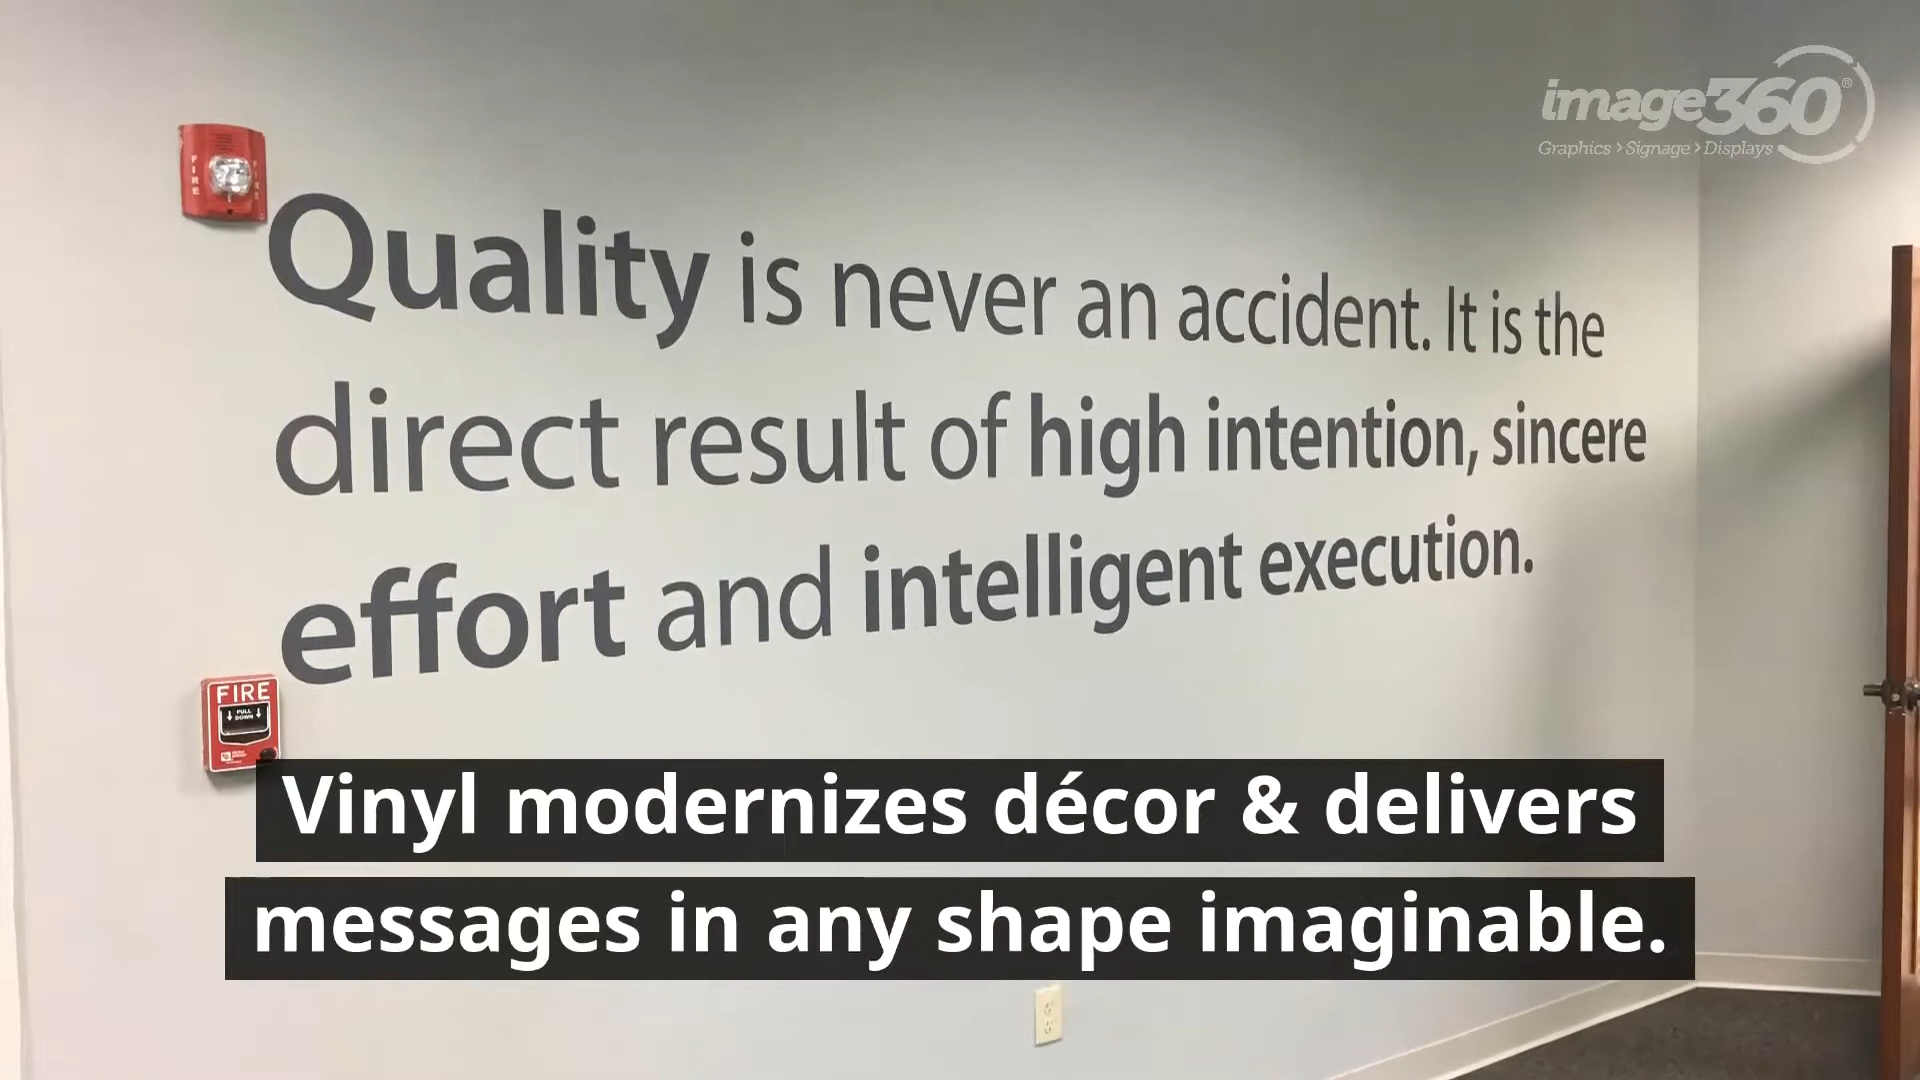 image360®
Graphics > Signage > Displays
FIRE
FIRE
Quality is never an accident. It is the
direct result of high intention, sincere
effort and intelligent execution.
FIRE
PULL
DOWN
Vinyl modernizes décor & delivers
messages in any shape imaginable.